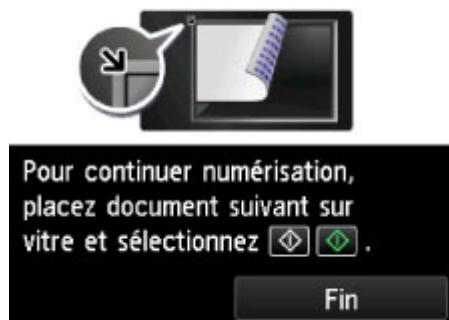 Pour continuer numérisation,
placez document suivant sur
vitre et sélectionnez .
Fin